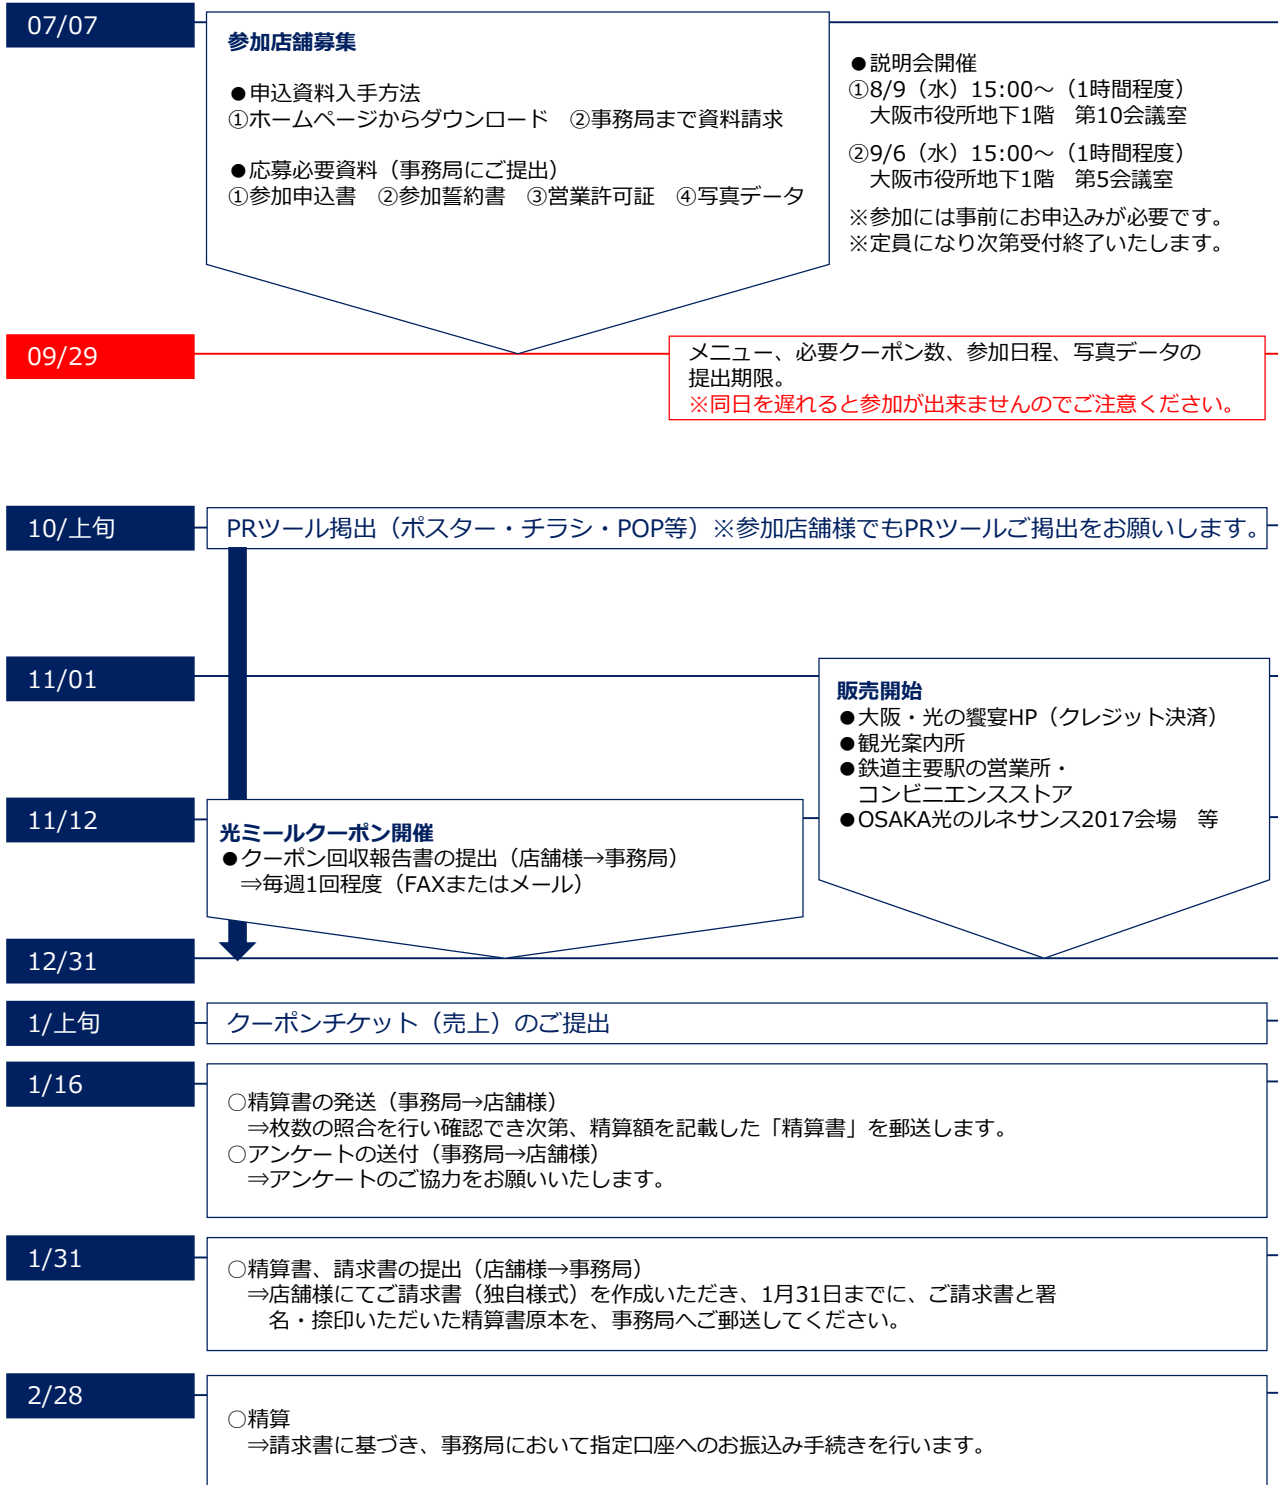 07/07
参加店舗募集
●申込資料入手方法
①ホームページからダウンロード　②事務局まで資料請求
●応募必要資料（事務局にご提出）
①参加申込書　②参加誓約書　③営業許可証　④写真データ
●説明会開催
①8/9（水）15:00～（1時間程度）
大阪市役所地下1階　第10会議室
②9/6（水）15:00～（1時間程度）
大阪市役所地下1階　第5会議室
※参加には事前にお申込みが必要です。
※定員になり次第受付終了いたします。
09/29
メニュー、必要クーポン数、参加日程、写真データの
提出期限。
※同日を遅れると参加が出来ませんのでご注意ください。
10/上旬
PRツール掲出（ポスター・チラシ・POP等）※参加店舗様でもPRツールご掲出をお願いします。
11/01
販売開始
●大阪・光の饗宴HP（クレジット決済）
●観光案内所
●鉄道主要駅の営業所・
コンビニエンスストア
●OSAKA光のルネサンス2017会場　等
11/12
光ミールクーポン開催
●クーポン回収報告書の提出（店舗様→事務局）
⇒毎週1回程度（FAXまたはメール）
12/31
1/上旬
クーポンチケット（売上）のご提出
1/16
○精算書の発送（事務局→店舗様）
⇒枚数の照合を行い確認でき次第、精算額を記載した「精算書」を郵送します。
○アンケートの送付（事務局→店舗様）
⇒アンケートのご協力をお願いいたします。
1/31
○精算書、請求書の提出（店舗様→事務局）
⇒店舗様にてご請求書（独自様式）を作成いただき、1月31日までに、ご請求書と署
名・捺印いただいた精算書原本を、事務局へご郵送してください。
2/28
○精算
⇒請求書に基づき、事務局において指定口座へのお振込み手続きを行います。